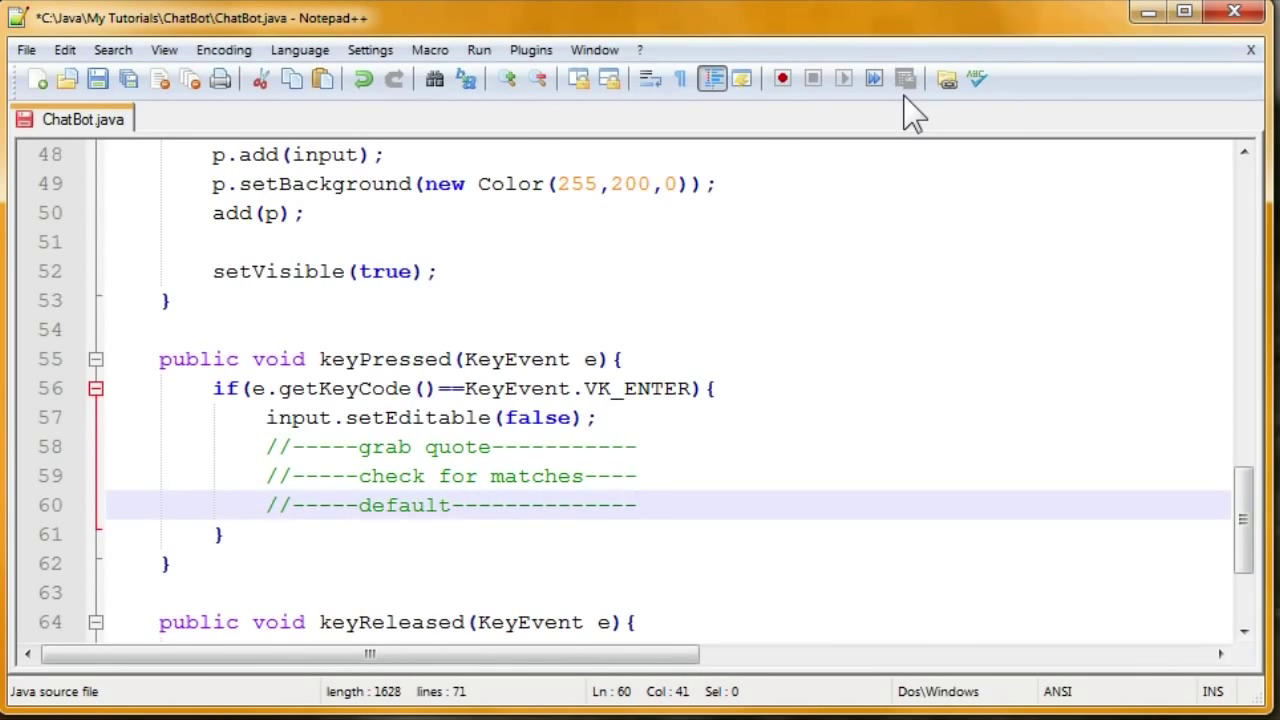 *C:\Java\My Tutorials\ChatBot\ChatBot.java - Notepad++
File Edit Search View Encoding Language Settings Macro Run Plugins Window ? X
ABC
ChatBot.java
48 p.add(input);
49 p.setBackground(new Color(255,200,0));
50 add(p);
51
52 setVisible(true);
53 }
54
55 public void keyPressed(KeyEvent e){
56 if(e.getKeyCode()==KeyEvent.VK_ENTER){
57 input.setEditable(false);
58 //-----grab quote-----------
59 //-----check for matches----
60 //-----default--------------
61 }
62 }
63
64 public void keyReleased(KeyEvent e){
Java source file length : 1628 lines : 71 Ln : 60 Col : 41 Sel : 0 Dos\Windows ANSI INS